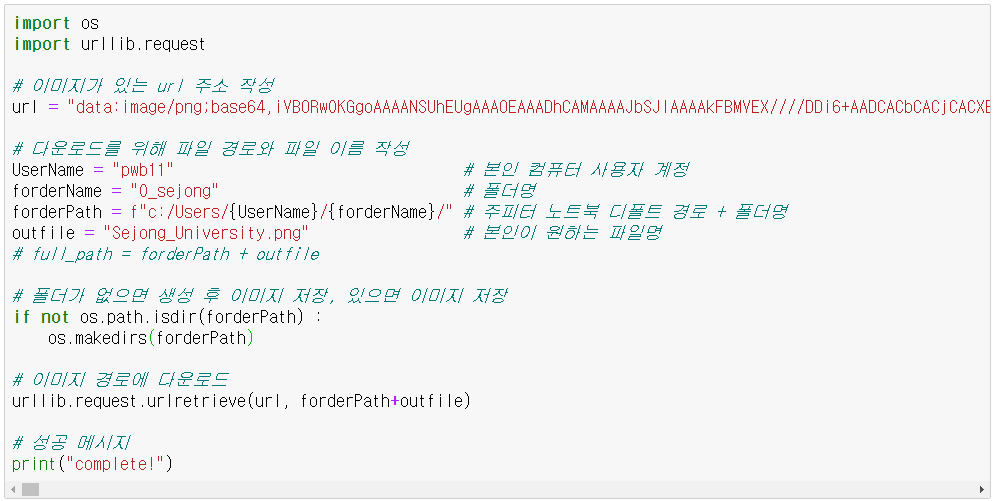 import os
import urllib.request
# 이미지가 있는 url 주소 작성
url = "data:image/png;base64,iVBORw0KGgoAAAANSUhEUgAAAOEAAADhCAMAAAAJbSJIAAAAkFBMVEX////DDi6+AADCACbCACjCACXE
# 다운로드를 위해 파일 경로와 파일 이름 작성
UserName = "pwb11" # 본인 컴퓨터 사용자 계정
forderName = "0_sejong" # 폴더명
forderPath = f"c:/Users/{UserName}/{forderName}/" # 주피터 노트북 디폴트 경로 + 폴더명
outfile = "Sejong_University.png" # 본인이 원하는 파일명
# full_path = forderPath + outfile
# 폴더가 없으면 생성 후 이미지 저장, 있으면 이미지 저장
if not os.path.isdir(forderPath) :
os.makedirs(forderPath)
# 이미지 경로에 다운로드
urllib.request.urlretrieve(url, forderPath+outfile)
# 성공 메시지
print("complete!")